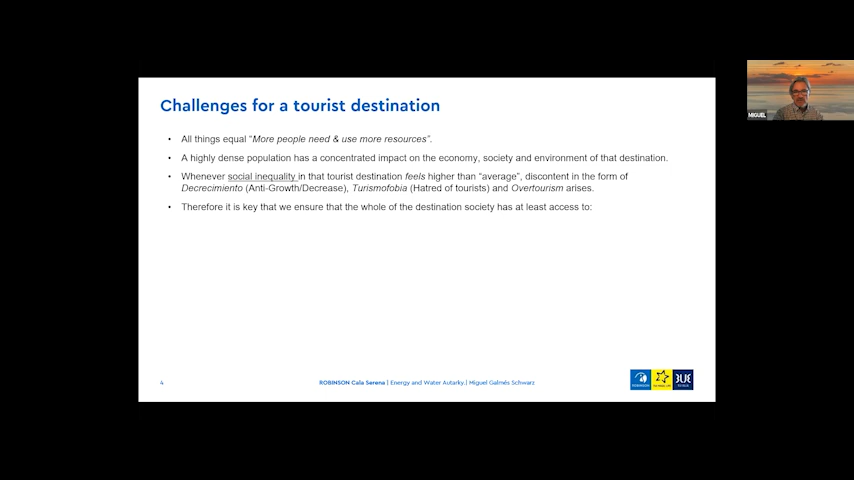 Challenges for a tourist destination
• All things equal “More people need & use more resources”.
• A highly dense population has a concentrated impact on the economy, society and environment of that destination.
• Whenever social inequality in that tourist destination feels higher than “average”, discontent in the form of
Decrecimiento (Anti-Growth/Decrease), Turismofobia (Hatred of tourists) and Overtourism arises.
• Therefore it is key that we ensure that the whole of the destination society has at least access to:
4
ROBINSON Cala Serena | Energy and Water Autarky.| Miguel Galmés Schwarz
MIGUEL